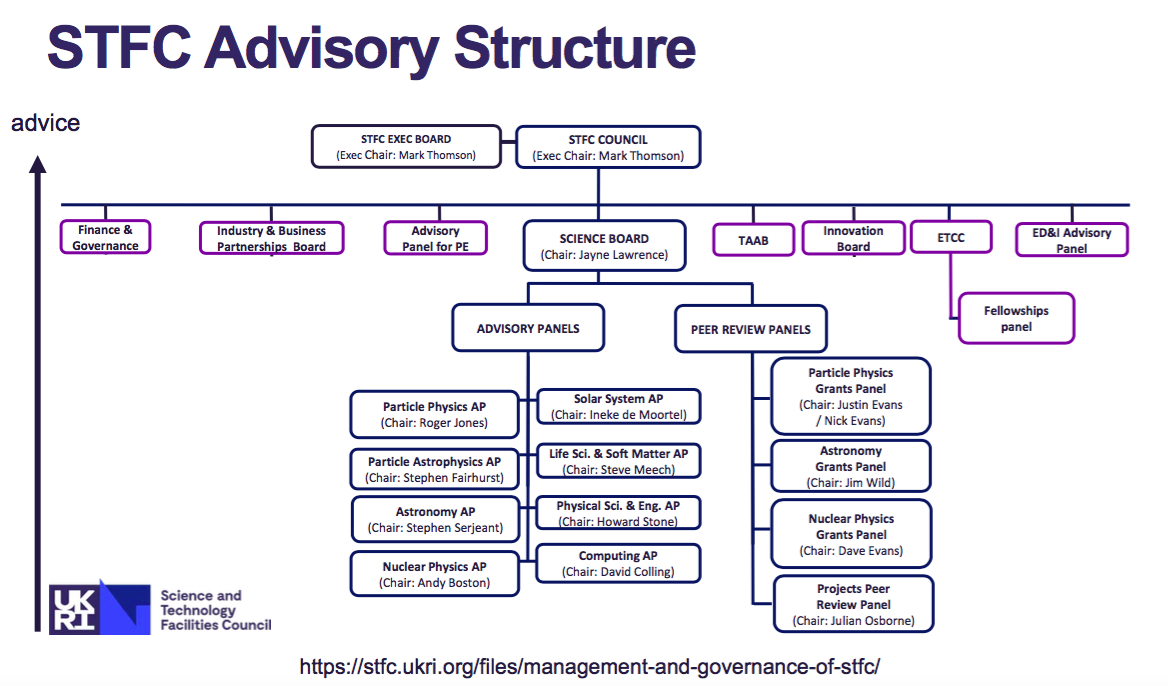 STFC Advisory Structure
advice
STFC EXEC BOARD
(Exec Chair: Mark Thomson)
STFC COUNCIL
(Exec Chair: Mark Thomson)
Finance &
Governance
Industry & Business
Partnerships Board
Advisory
Panel for PE
SCIENCE BOARD
(Chair: Jayne Lawrence)
TAAB
Innovation
Board
ETCC
ED&I Advisory
Panel
Fellowships
panel
ADVISORY PANELS
PEER REVIEW PANELS
Particle Physics AP
(Chair: Roger Jones)
Solar System AP
(Chair: Ineke de Moortel)
Particle Astrophysics AP
(Chair: Stephen Fairhurst)
Life Sci. & Soft Matter AP
(Chair: Steve Meech)
Astronomy AP
(Chair: Stephen Serjeant)
Physical Sci. & Eng. AP
(Chair: Howard Stone)
Nuclear Physics AP
(Chair: Andy Boston)
Computing AP
(Chair: David Colling)
Particle Physics
Grants Panel
(Chair: Justin Evans
/ Nick Evans)
Astronomy
Grants Panel
(Chair: Jim Wild)
Nuclear Physics
Grants Panel
(Chair: Dave Evans)
Projects Peer
Review Panel
(Chair: Julian Osborne)
UK
RI
Science and
Technology
Facilities Council
https://stfc.ukri.org/files/management-and-governance-of-stfc/